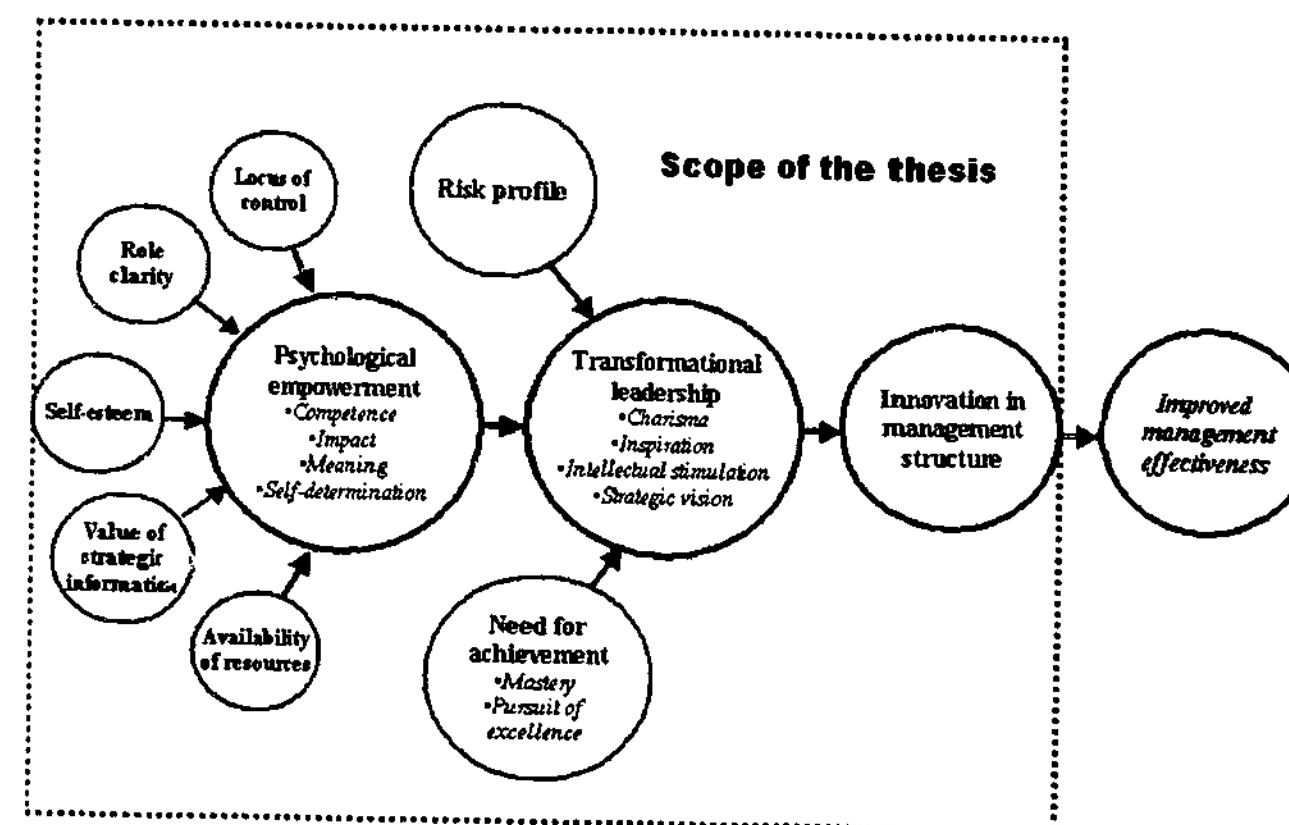 Scope of the thesis
Locus of
control
Risk profile
Role
clarity
Self-esteem
Value of
strategic
Availability
of resources
Psychological
empowerment
•Competence
•Impact
•Meaning
•Self-determination
Transformational
leadership
•Charisma
•Inspiration
•Intellectual stimulation
•Strategic vision
Need for
achievement
•Mastery
•Pursuit of
excellence
Innovation in
management
structure
Improved
management
effectiveness